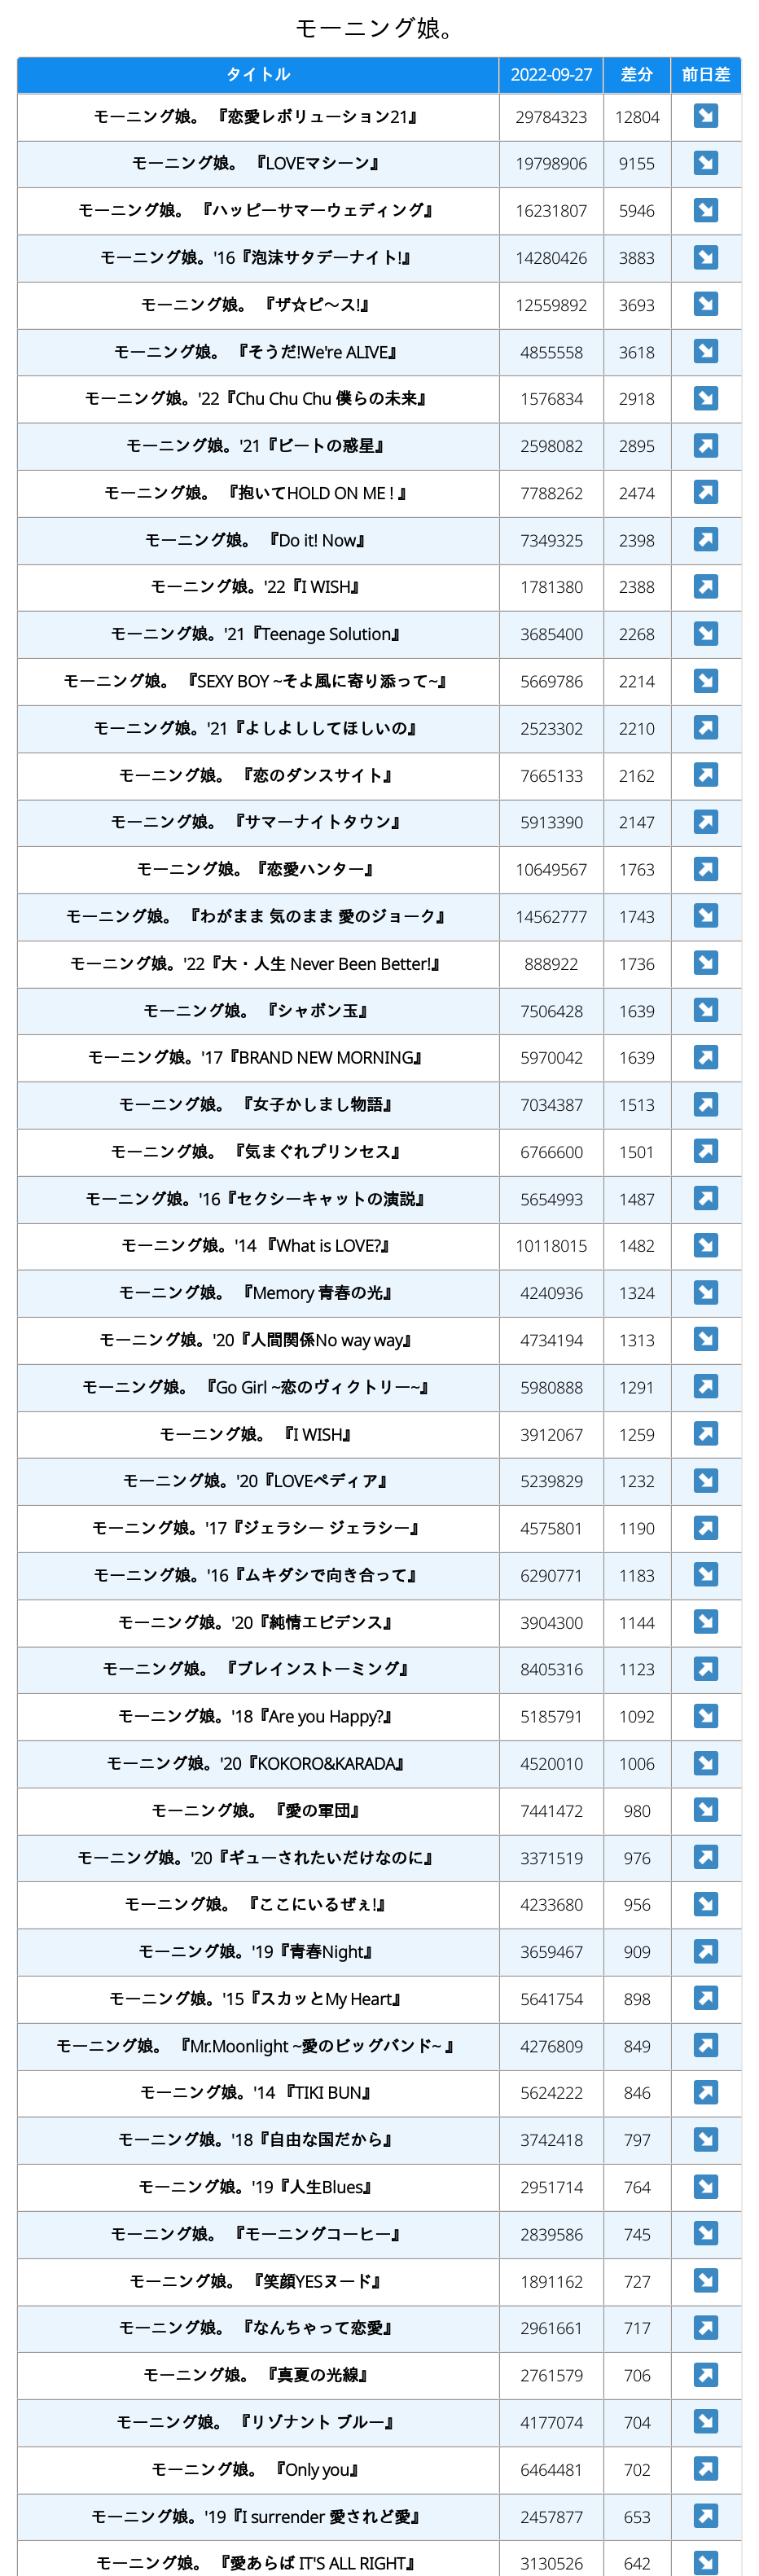 モーニング娘。
タイトル 2022-09-27 差分 前日差
モーニング娘。 『恋愛レボリューション21』 29784323 12804
モーニング娘。 『LOVEマシーン』 19798906 9155
モーニング娘。 『ハッピーサマーウェディング』 16231807 5946
モーニング娘。'16『泡沫サタデーナイト!』 14280426 3883
モーニング娘。 『ザ☆ピ〜ス!』 12559892 3693
モーニング娘。 『そうだ!We're ALIVE』 4855558 3618
モーニング娘。'22『Chu Chu Chu 僕らの未来』 1576834 2918
モーニング娘。'21『ビートの惑星』 2598082 2895
モーニング娘。 『抱いてHOLD ON ME ! 』 7788262 2474
モーニング娘。 『Do it! Now』 7349325 2398
モーニング娘。'22『I WISH』 1781380 2388
モーニング娘。'21『Teenage Solution』 3685400 2268
モーニング娘。 『SEXY BOY ~そよ風に寄り添って~』 5669786 2214
モーニング娘。'21『よしよししてほしいの』 2523302 2210
モーニング娘。 『恋のダンスサイト』 7665133 2162
モーニング娘。 『サマーナイトタウン』 5913390 2147
モーニング娘。『恋愛ハンター』 10649567 1763
モーニング娘。 『わがまま 気のまま 愛のジョーク』 14562777 1743
モーニング娘。'22『大・人生 Never Been Better!』 888922 1736
モーニング娘。 『シャボン玉』 7506428 1639
モーニング娘。'17『BRAND NEW MORNING』 5970042 1639
モーニング娘。 『女子かしまし物語』 7034387 1513
モーニング娘。 『気まぐれプリンセス』 6766600 1501
モーニング娘。'16『セクシーキャットの演説』 5654993 1487
モーニング娘。'14 『What is LOVE?』 10118015 1482
モーニング娘。 『Memory 青春の光』 4240936 1324
モーニング娘。'20『人間関係No way way』 4734194 1313
モーニング娘。 『Go Girl ~恋のヴィクトリー~』 5980888 1291
モーニング娘。 『I WISH』 3912067 1259
モーニング娘。'20『LOVEペディア』 5239829 1232
モーニング娘。'17『ジェラシー ジェラシー』 4575801 1190
モーニング娘。'16『ムキダシで向き合って』 6290771 1183
モーニング娘。'20『純情エビデンス』 3904300 1144
モーニング娘。 『ブレインストーミング』 8405316 1123
モーニング娘。'18『Are you Happy?』 5185791 1092
モーニング娘。'20『KOKORO&KARADA』 4520010 1006
モーニング娘。 『愛の軍団』 7441472 980
モーニング娘。'20『ギューされたいだけなのに』 3371519 976
モーニング娘。 『ここにいるぜぇ!』 4233680 956
モーニング娘。'19『青春Night』 3659467 909
モーニング娘。'15『スカッとMy Heart』 5641754 898
モーニング娘。 『Mr.Moonlight ~愛のビッグバンド~ 』 4276809 849
モーニング娘。'14 『TIKI BUN』 5624222 846
モーニング娘。'18『自由な国だから』 3742418 797
モーニング娘。'19『人生Blues』 2951714 764
モーニング娘。 『モーニングコーヒー』 2839586 745
モーニング娘。 『笑顔YESヌード』 1891162 727
モーニング娘。 『なんちゃって恋愛』 2961661 717
モーニング娘。 『真夏の光線』 2761579 706
モーニング娘。 『リゾナント ブルー』 4177074 704
モーニング娘。 『Only you』 6464481 702
モーニング娘。'19『I surrender 愛されど愛』 2457877 653
モーニング娘。 『愛あらば IT'S ALL RIGHT』 3130526 642